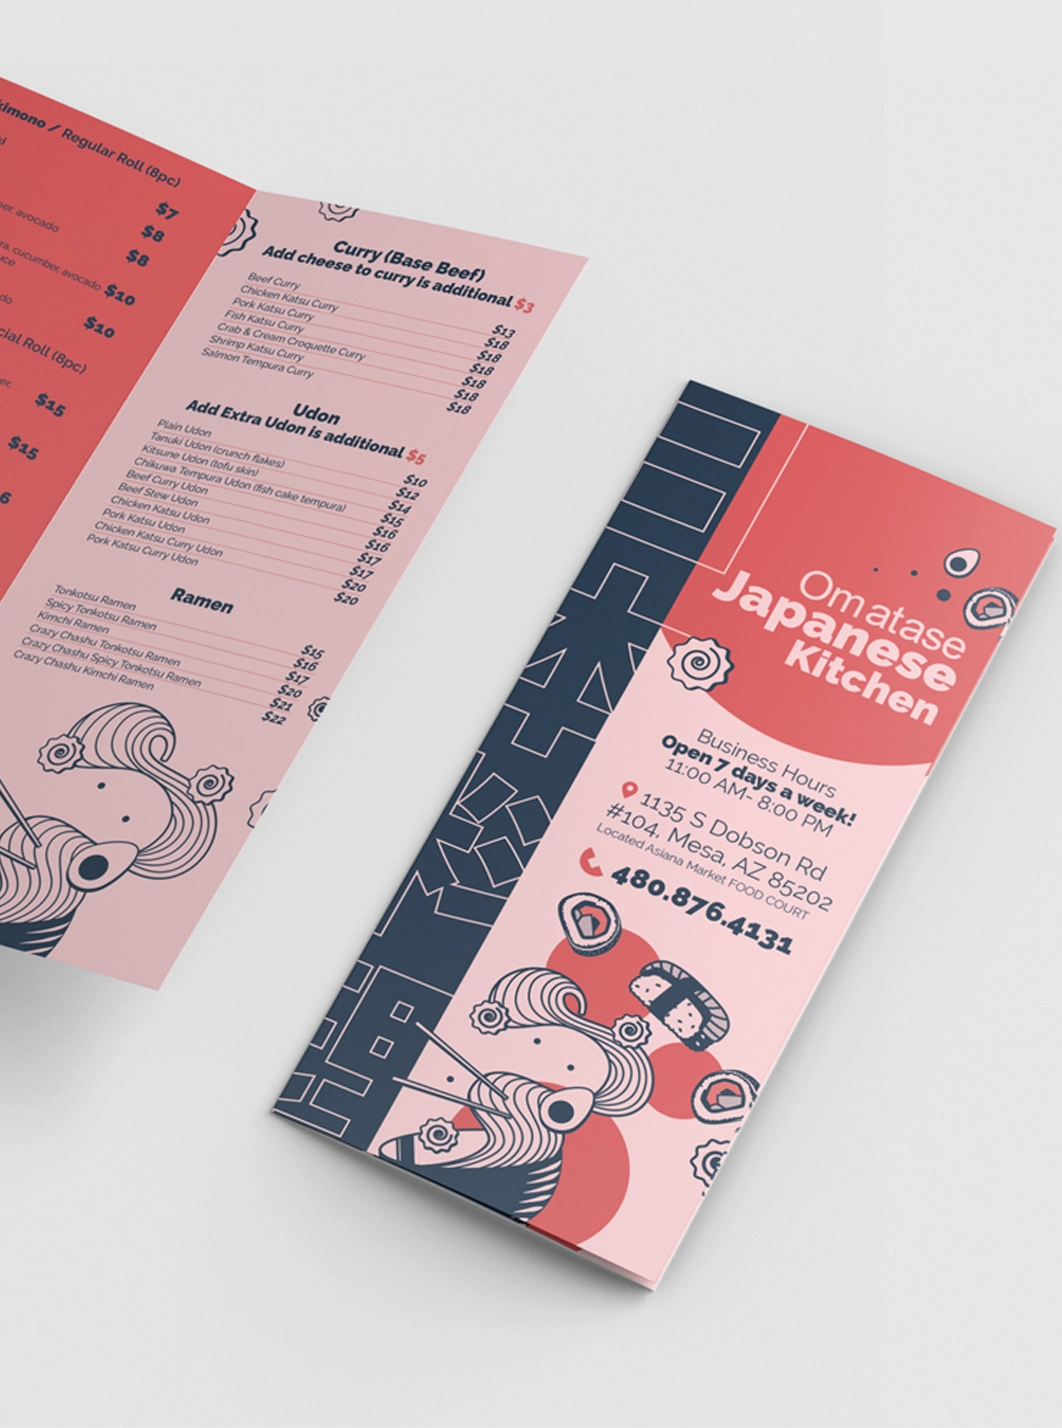 kimono / Regular Roll (8pc)
$7
avocado $8
$8
cucumber, avocado $10
$10
Roll (8pc)
$15
$15
Curry (Base Beef)
Add cheese to curry is additional $3
Beef Curry $13
Chicken Katsu Curry $18
Pork Katsu Curry $18
Fish Katsu Curry $18
Crab & Cream Croquette Curry $18
Shrimp Katsu Curry $18
Salmon Tempura Curry $18
Udon
Add Extra Udon is additional $5
Plain Udon $10
Tanuki Udon (crunch flakes) $12
Kitsune Udon (tofu skin) $14
Chikuwa Tempura Udon (fish cake tempura) $15
Beef Curry Udon $16
Beef Stew Udon $16
Chicken Katsu Udon $17
Pork Katsu Udon $17
Chicken Katsu Curry Udon $20
Pork Katsu Curry Udon $20
Ramen
Tonkotsu Ramen $15
Spicy Tonkotsu Ramen $16
Kimchi Ramen $17
Crazy Chashu Tonkotsu Ramen $20
Crazy Chashu Spicy Tonkotsu Ramen $21
Crazy Chashu Kimchi Ramen $22
Omatase
Japanese
Kitchen
Business Hours
Open 7 days a week!
11:00 AM- 8:00 PM
1135 S Dobson Rd
#104, Mesa, AZ 85202
Located Asiana Market FOOD COURT
480.876.4131